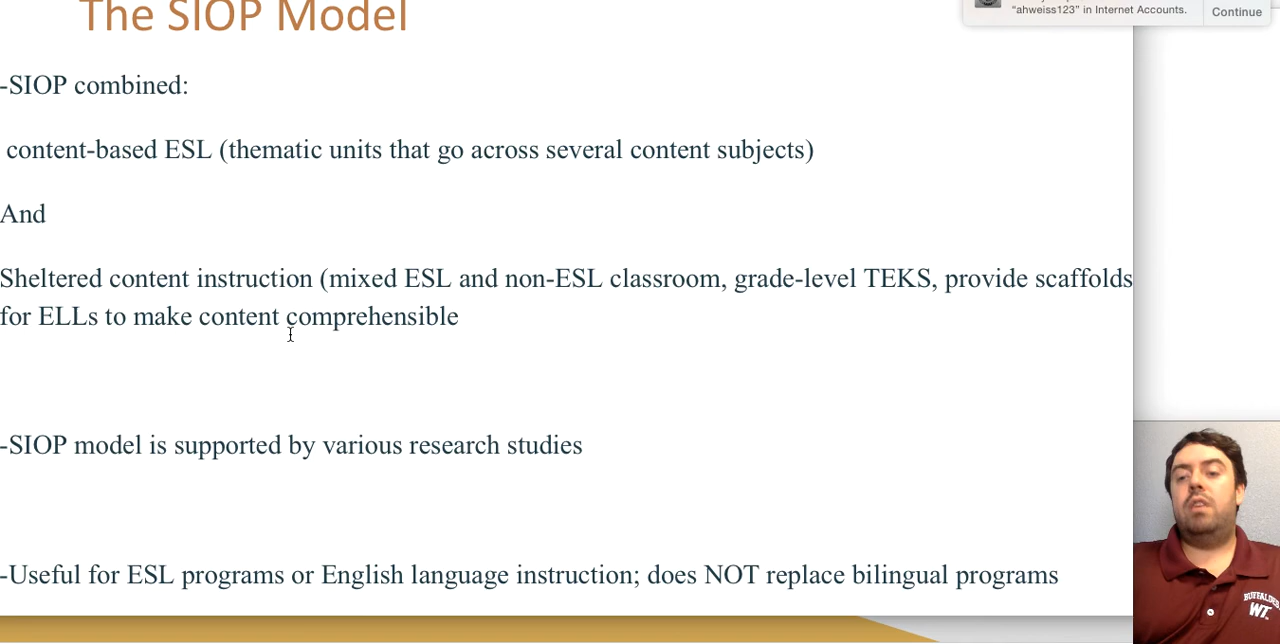 The SIOP Model
"ahweiss123" in Internet Accounts.
Continue
-SIOP combined:
content-based ESL (thematic units that go across several content subjects)
And
Sheltered content instruction (mixed ESL and non-ESL classroom, grade-level TEKS, provide scaffolds
for ELLs to make content comprehensible
-SIOP model is supported by various research studies
-Useful for ESL programs or English language instruction; does NOT replace bilingual programs
BUFFALOES
WT